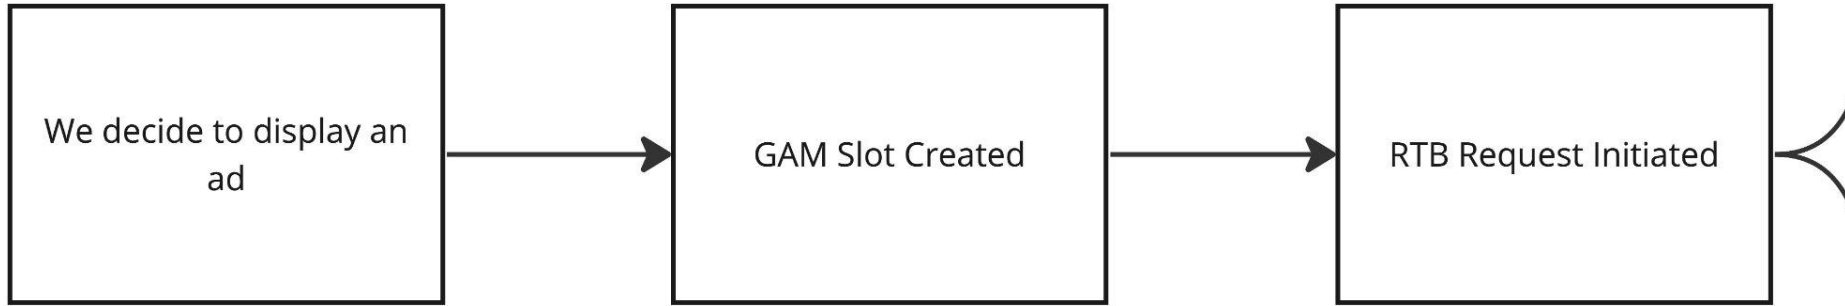 We decide to display an
ad
GAM Slot Created
RTB Request Initiated